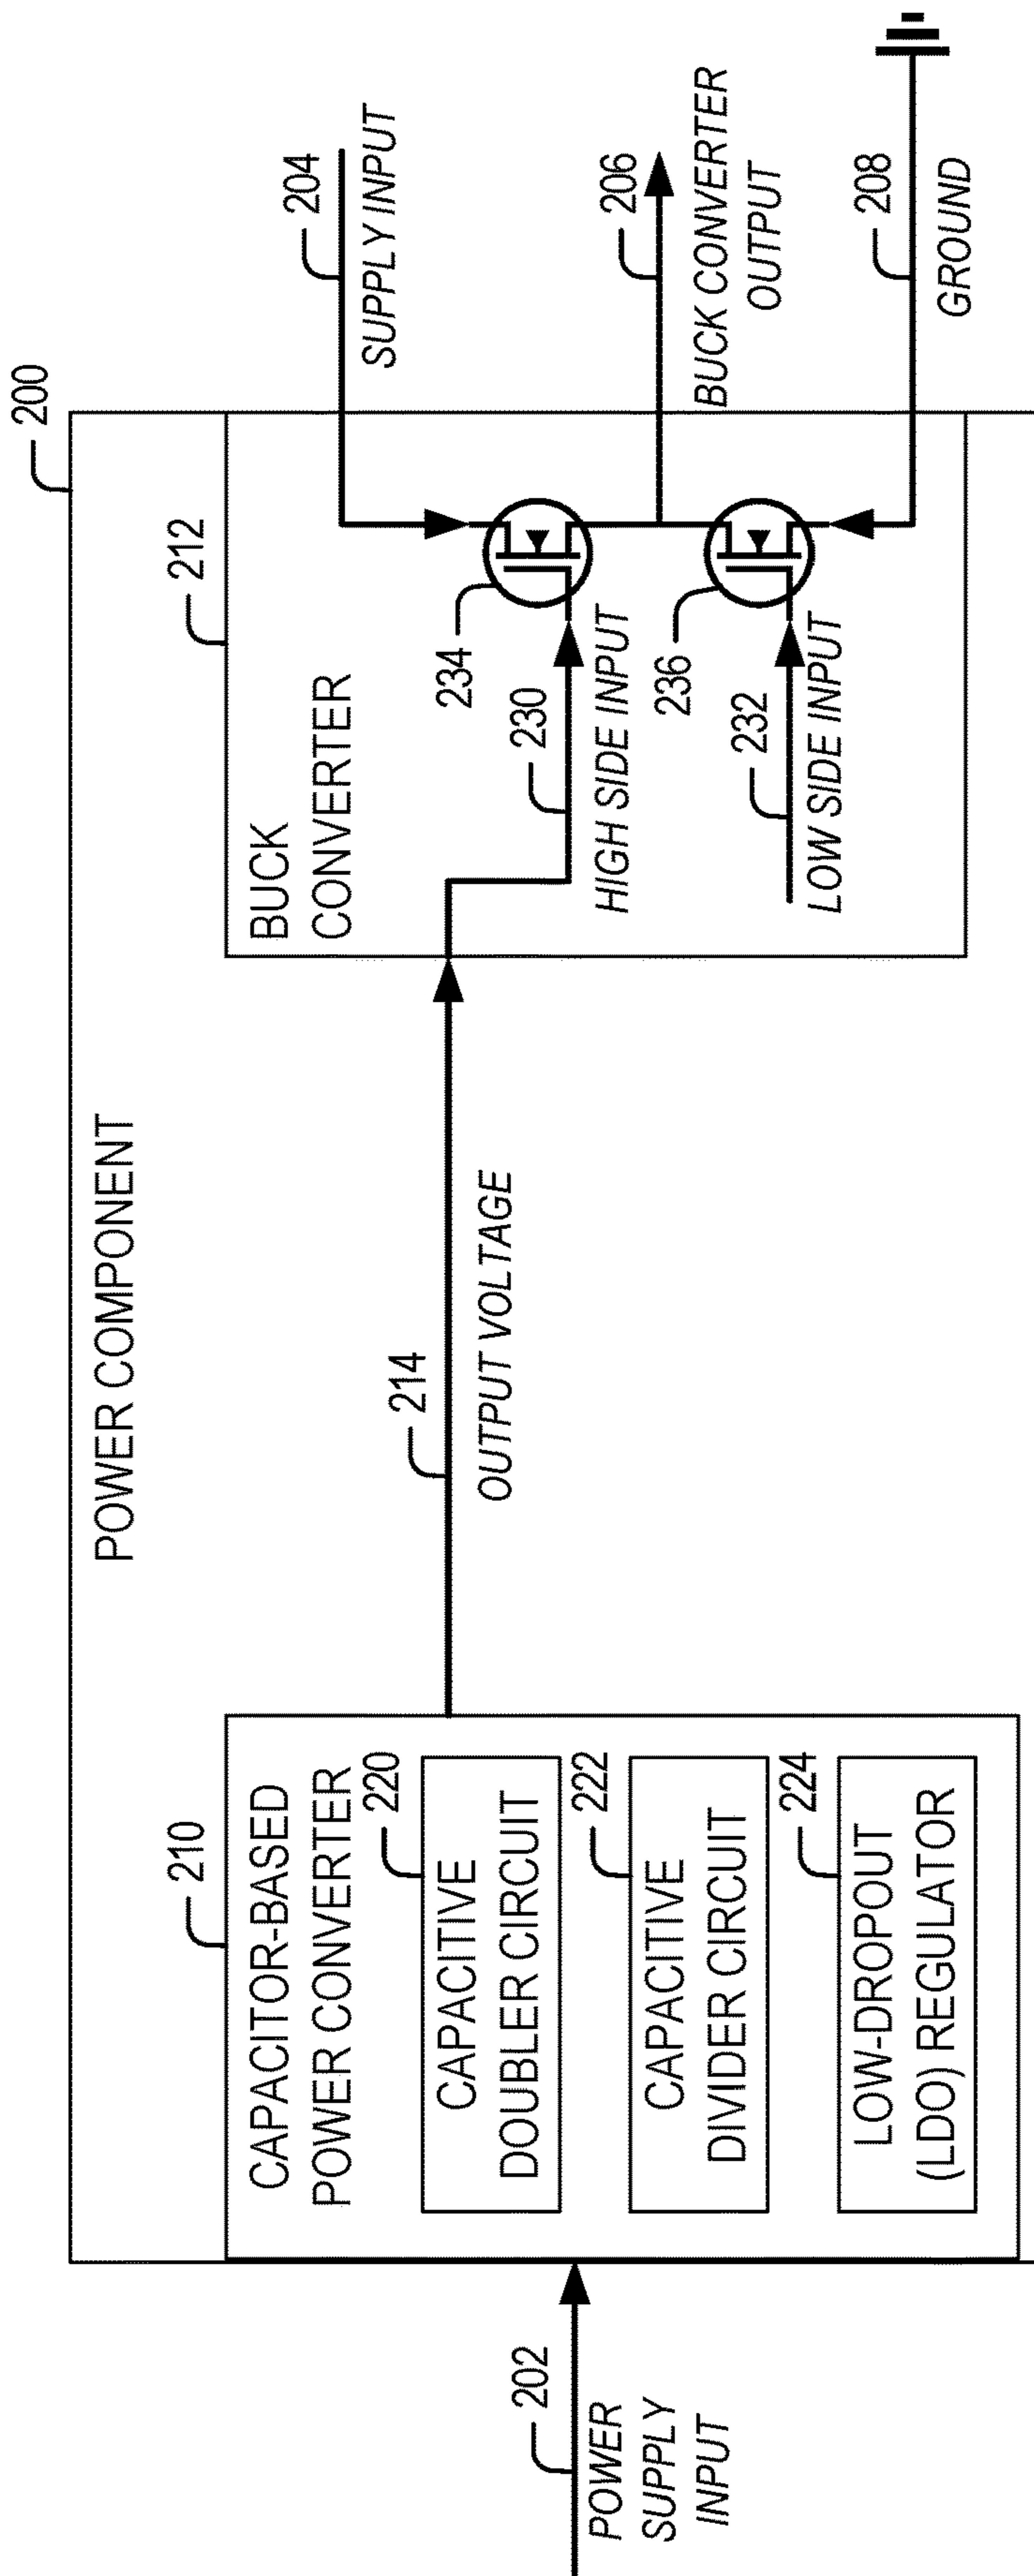 200
POWER COMPONENT
202
POWER
SUPPLY
INPUT
210
CAPACITOR-BASED
POWER CONVERTER
220
CAPACITIVE
DOUBLER CIRCUIT
222
CAPACITIVE
DIVIDER CIRCUIT
224
LOW-DROPOUT
(LDO) REGULATOR
214
OUTPUT VOLTAGE
212
BUCK
CONVERTER
234
230
HIGH SIDE INPUT
236
232
LOW SIDE INPUT
204
SUPPLY INPUT
206
BUCK CONVERTER
OUTPUT
208
GROUND